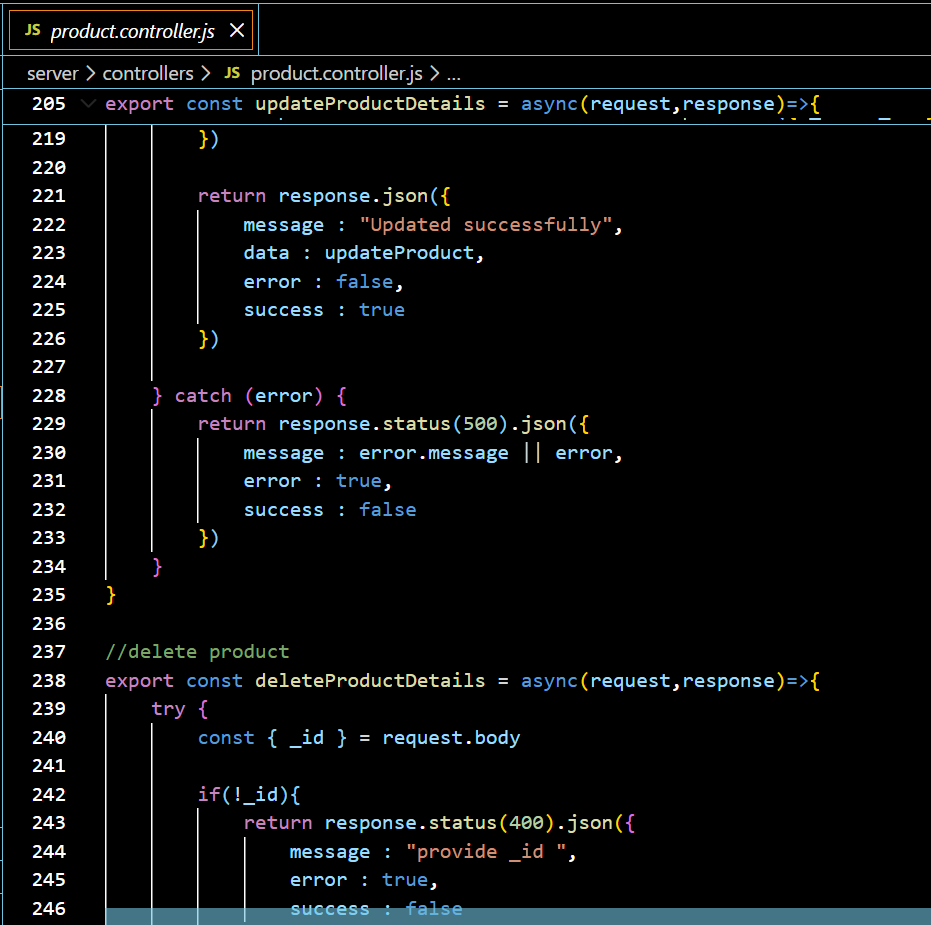 JS product.controller.js ×
server > controllers > JS product.controller.js > ...
205 export const updateProductDetails = async(request,response)=>{
219 })
220
221 return response.json({
222 message : "Updated successfully",
223 data : updateProduct,
224 error : false,
225 success : true
226 })
227
228 } catch (error) {
229 return response.status(500).json({
230 message : error.message || error,
231 error : true,
232 success : false
233 })
234 }
235 }
236
237 //delete product
238 export const deleteProductDetails = async(request,response)=>{
239 try {
240 const { _id } = request.body
241
242 if(!_id){
243 return response.status(400).json({
244 message : "provide _id ",
245 error : true,
246 success : false